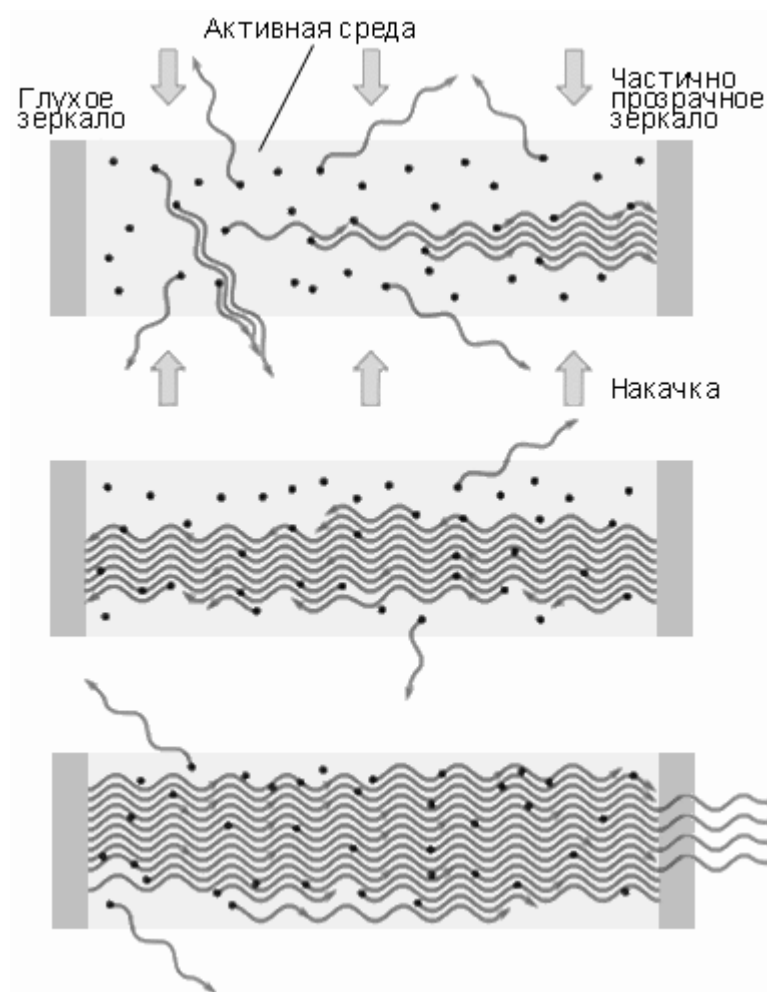 Активная среда
Глухое
зеркало
Частично
прозрачное
зеркало
Накачка